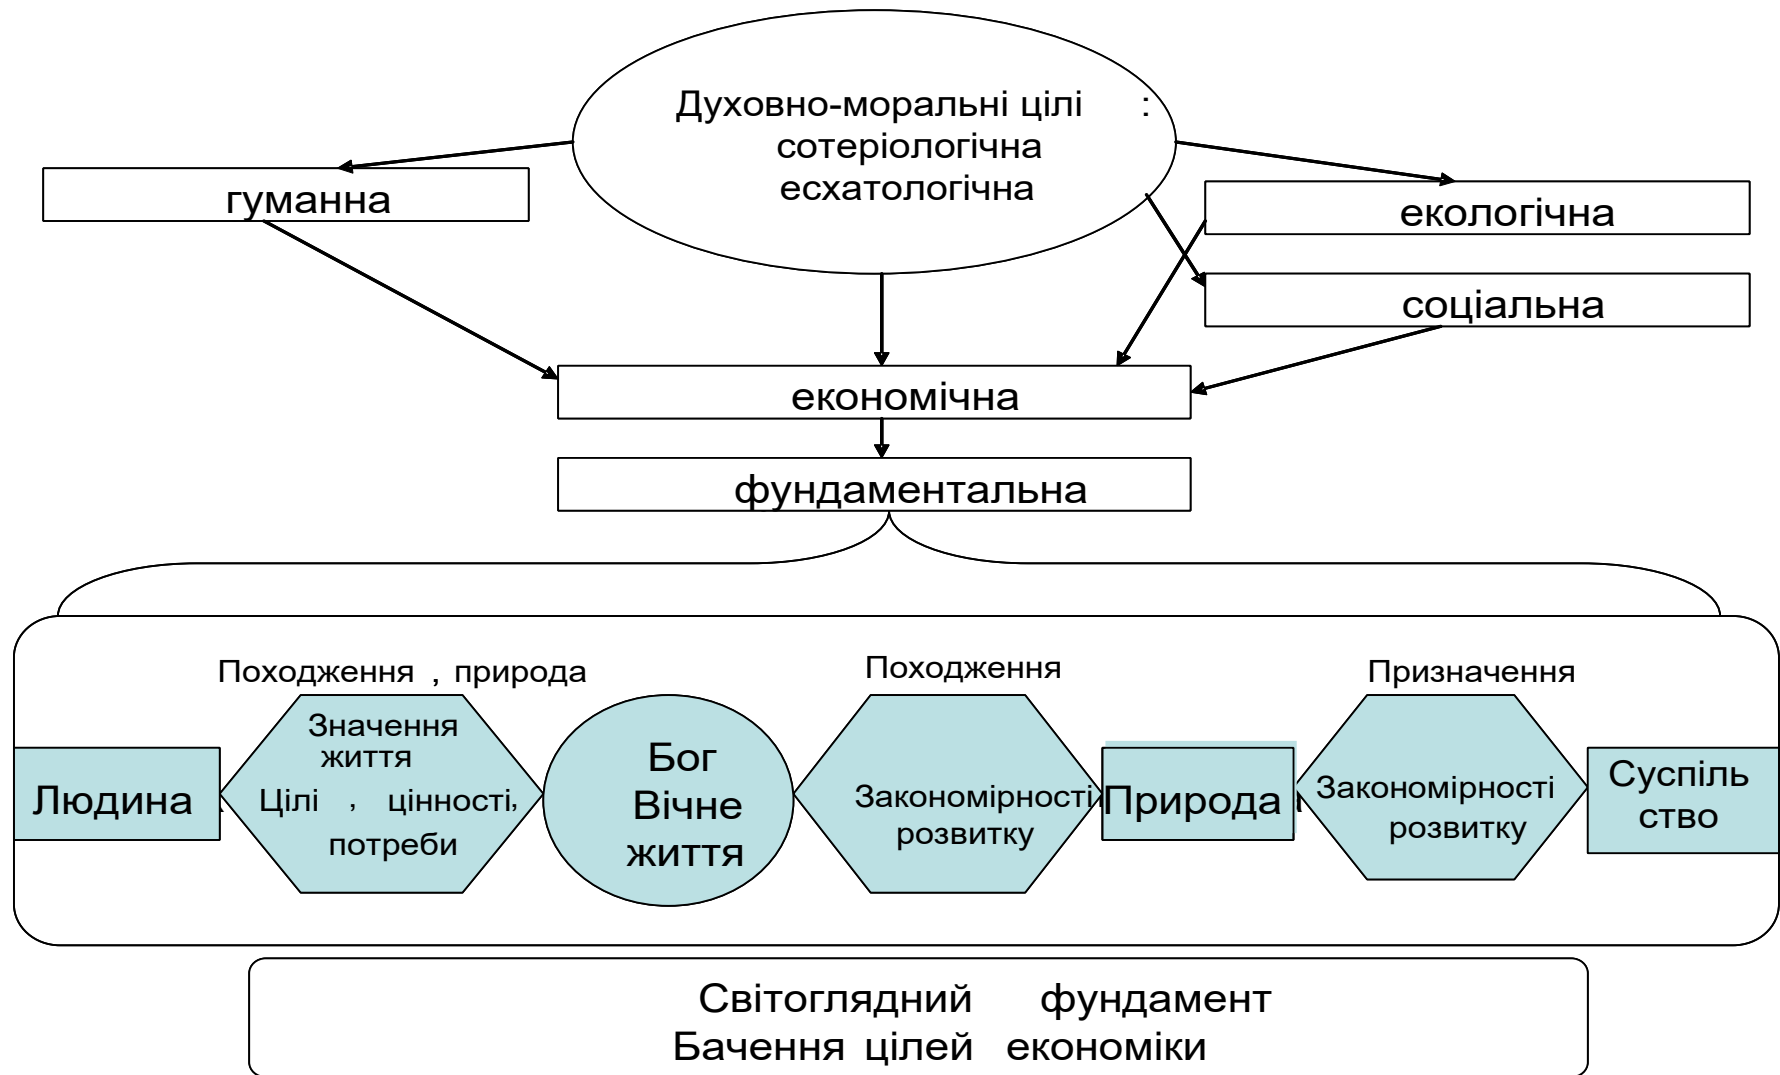 Духовно-моральні цілі :
сотеріологічна
есхатологічна
гуманна
екологічна
соціальна
економічна
фундаментальна
Походження , природа
Походження
Призначення
Людина
Значення
життя
Цілі , цінності,
потреби
Бог
Вічне
життя
Закономірності
розвитку
Природа
Закономірності
розвитку
Суспіль
ство
Світоглядний фундамент
Бачення цілей економіки